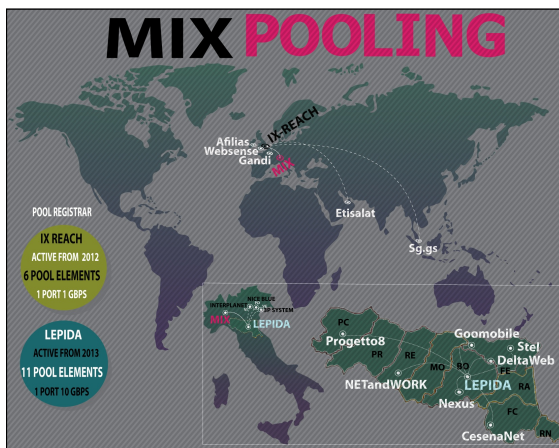 MIX POOLING
IX-REACH
Afilias
Websense
Gandi
MIX
Etisalat
Sg.gs
POOL REGISTRAR
IX REACH
ACTIVE FROM 2012
6 POOL ELEMENTS
1 PORT 1 GBPS
LEPIDA
ACTIVE FROM 2013
11 POOL ELEMENTS
1 PORT 10 GBPS
NICE BLUE
INTERPLANET
SYSTEM
MIX
LEPIDA
PC
Progetto8
PR
RE
MO
BO
FE
RA
FC
RN
Goomobile
Stel
DeltaWeb
NETandWORK
LEPIDA
Nexus
CesenaNet